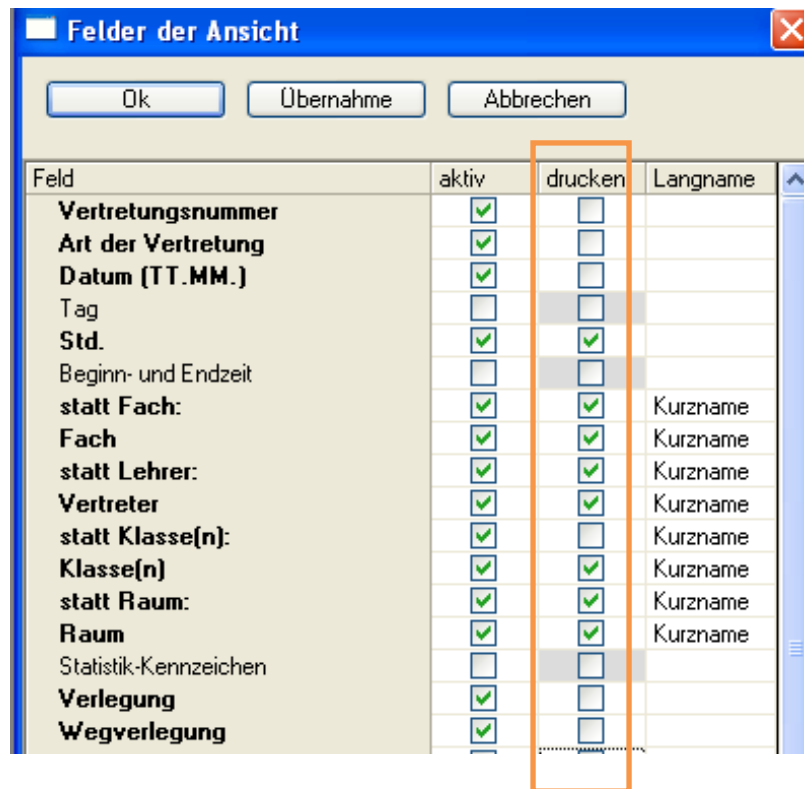 Felder der Ansicht
Ok Übernahme Abbrechen
Feld aktiv drucken Langname
Vertretungsnummer
Art der Vertretung
Datum (TT.MM.)
Tag
Std.
Beginn- und Endzeit
statt Fach: Kurzname
Fach Kurzname
statt Lehrer: Kurzname
Vertreter Kurzname
statt Klasse(n): Kurzname
Klasse(n) Kurzname
statt Raum: Kurzname
Raum Kurzname
Statistik-Kennzeichen
Verlegung
Wegverlegung